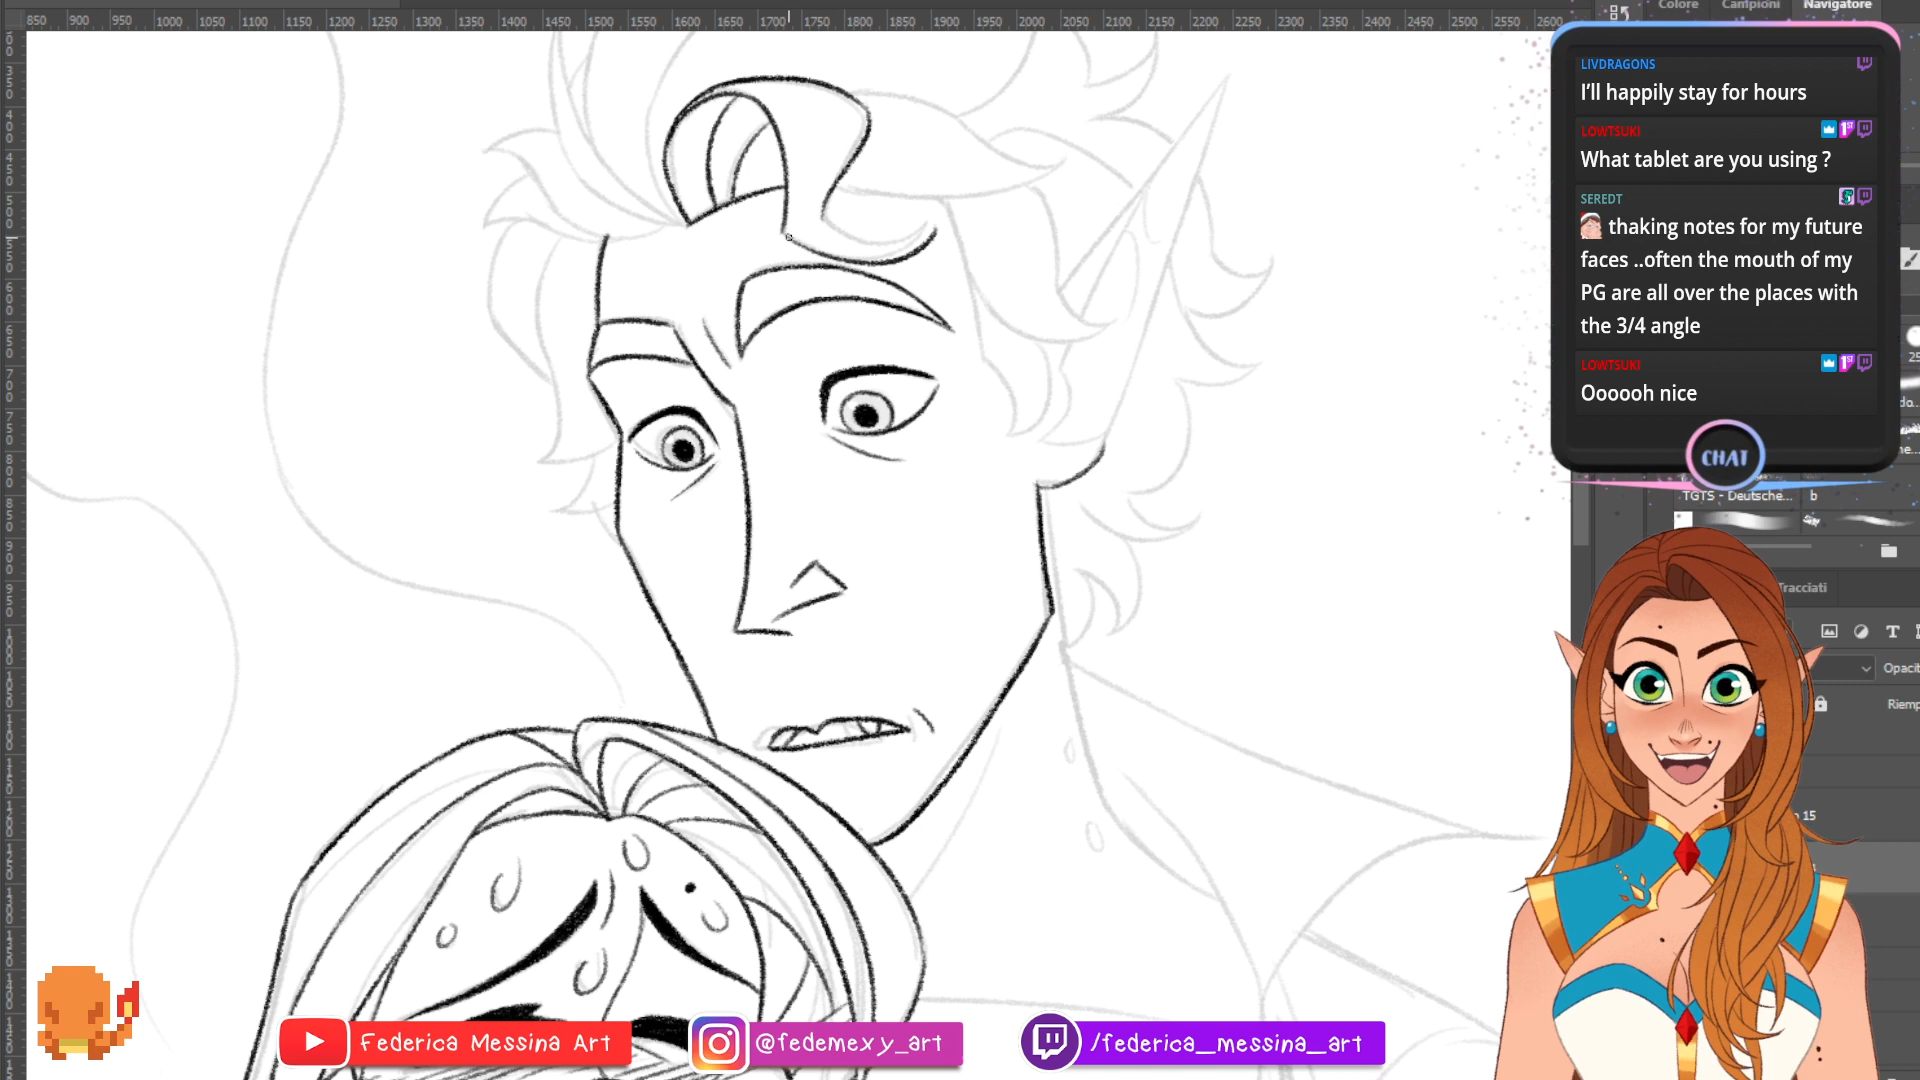 850 900 950 1000 1050 1100 1150 1200 1250 1300 1350 1400 1450 1500 1550 1600 1650 1700 1750 1800 1850 1900 1950 2000 2050 2100 2150 2200 2250 2300 2350 2400 2450 2500 2550 2600
Colore Campioni Navigatore
LIVDRAGONS
I'll happily stay for hours
LOWTSUKI
What tablet are you using ?
SEREDT
thaking notes for my future
faces ..often the mouth of my
PG are all over the places with
the 3/4 angle
LOWTSUKI
Oooooh nice
CHAT
TGTS - Deutsche... b
Tracciati
Opacit
Riemp
15
Federica Messina Art
@fedemexy_art
/federica_messina_art